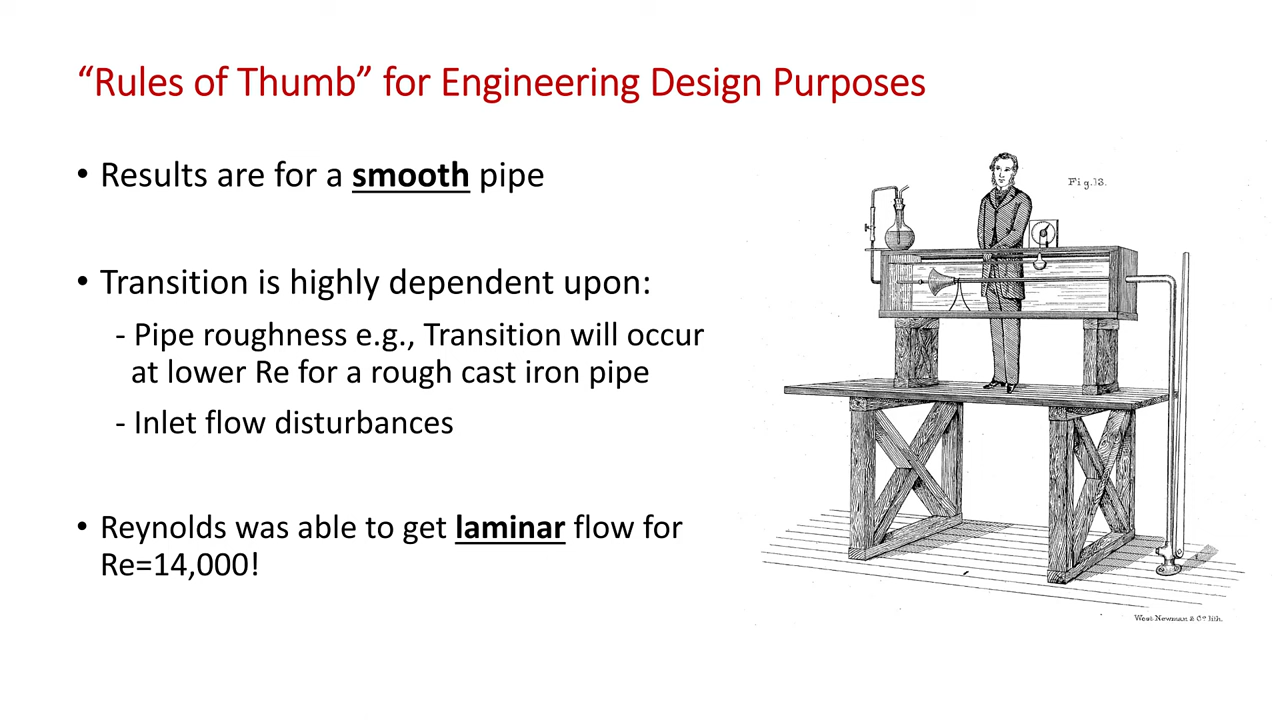 “Rules of Thumb” for Engineering Design Purposes
• Results are for a smooth pipe
• Transition is highly dependent upon:
- Pipe roughness e.g., Transition will occur
at lower Re for a rough cast iron pipe
- Inlet flow disturbances
• Reynolds was able to get laminar flow for
Re=14,000!
Fig.13.
West Newman & Co. lith.